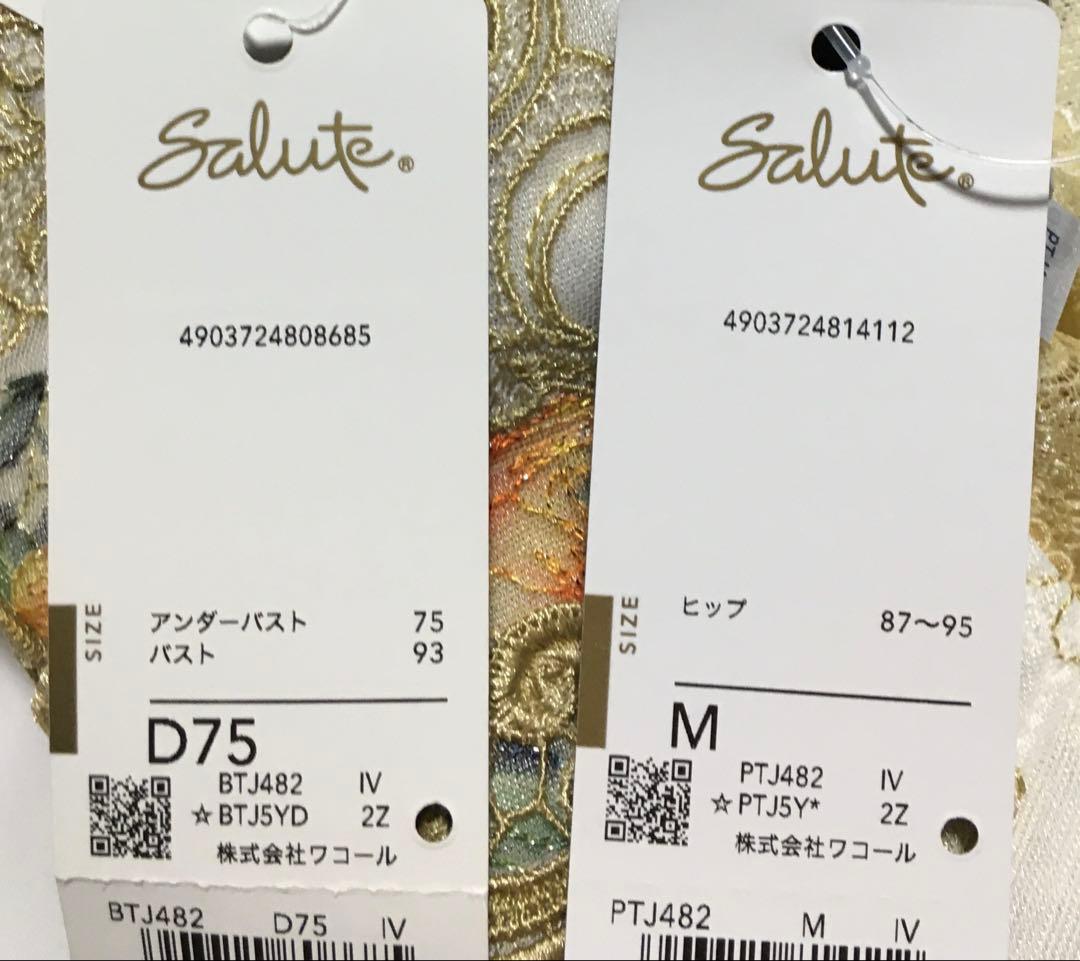 Salute®
4903724808685
SIZE
アンダーバスト 75
バスト 93
D75
BTJ482 IV
☆BTJ5YD 2Z
株式会社ワコール
BTJ482 D75 IV
Salute®
4903724814112
SIZE
ヒップ 87～95
M
PTJ482 IV
☆PTJ5Y* 2Z
株式会社ワコール
PTJ482 M IV